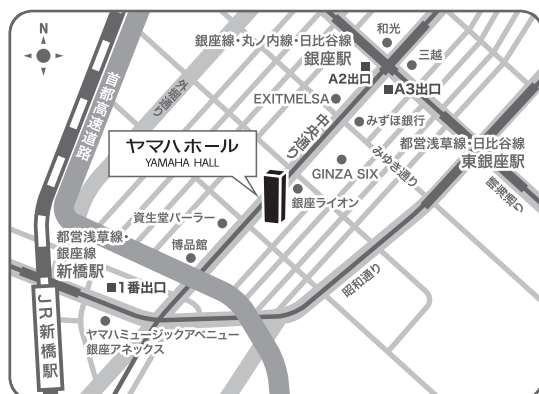 N
銀座線・丸ノ内線・日比谷線
銀座駅
A2出口
和光
三越
A3出口
首都高速道路
外堀通り
EXITMELSA
中央通り
みずほ銀行
都営浅草線・日比谷線
東銀座駅
ヤマハホール
YAMAHA HALL
GINZA SIX
みゆき通り
晴海通り
銀座ライオン
資生堂パーラー
都営浅草線・
銀座線
新橋駅
博品館
昭和通り
1番出口
JR新橋駅
ヤマハミュージックアベニュー
銀座アネックス